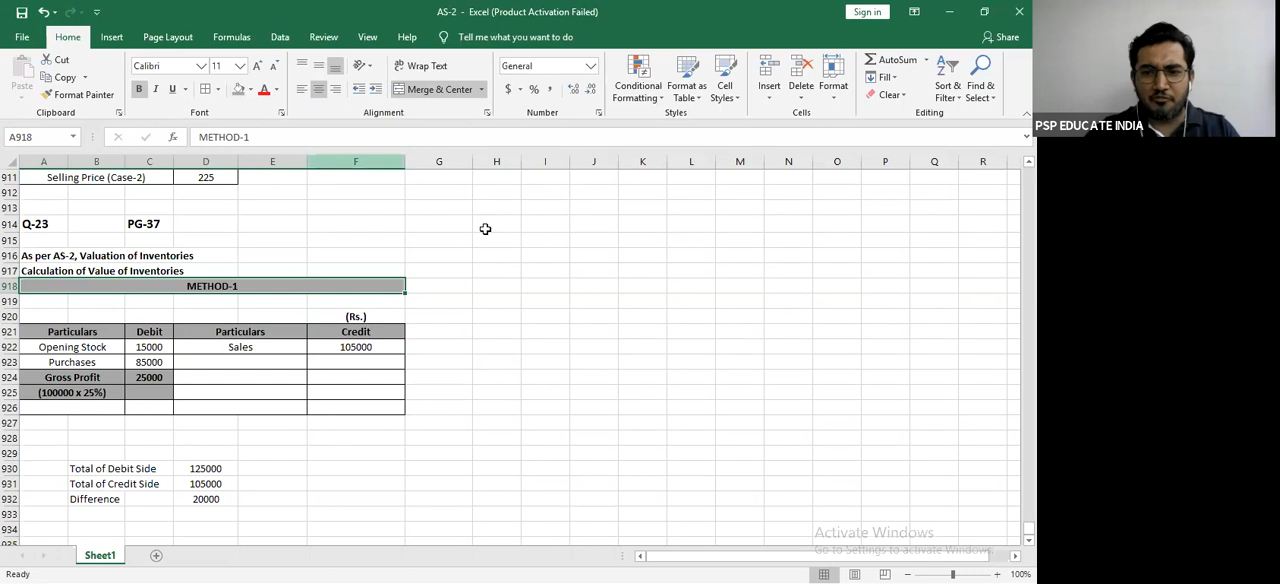 AS-2 - Excel (Product Activation Failed)
Sign in
File Home Insert Page Layout Formulas Data Review View Help Tell me what you want to do Share
Cut
Copy
Format Painter
Paste
Clipboard
Calibri 11
B I U
Font
Wrap Text
Merge & Center
Alignment
General
$ % ,
Number
Conditional Formatting
Format as Table
Cell Styles
Styles
Insert Delete Format
Cells
AutoSum
Fill
Clear
Sort & Filter
Find & Select
Editing
PSP EDUCATE INDIA
A918 fx METHOD-1
A B C D E F G H I J K L M N O P Q R
911 Selling Price (Case-2) 225
912
913
914 Q-23 PG-37
915
916 As per AS-2, Valuation of Inventories
917 Calculation of Value of Inventories
918 METHOD-1
919
920 (Rs.)
921 Particulars Debit Particulars Credit
922 Opening Stock 15000 Sales 105000
923 Purchases 85000
924 Gross Profit 25000
925 (100000 x 25%)
926
927
928
929
930 Total of Debit Side 125000
931 Total of Credit Side 105000
932 Difference 20000
933
934
Activate Windows
Go to Settings to activate Windows.
Sheet1
Ready
100%